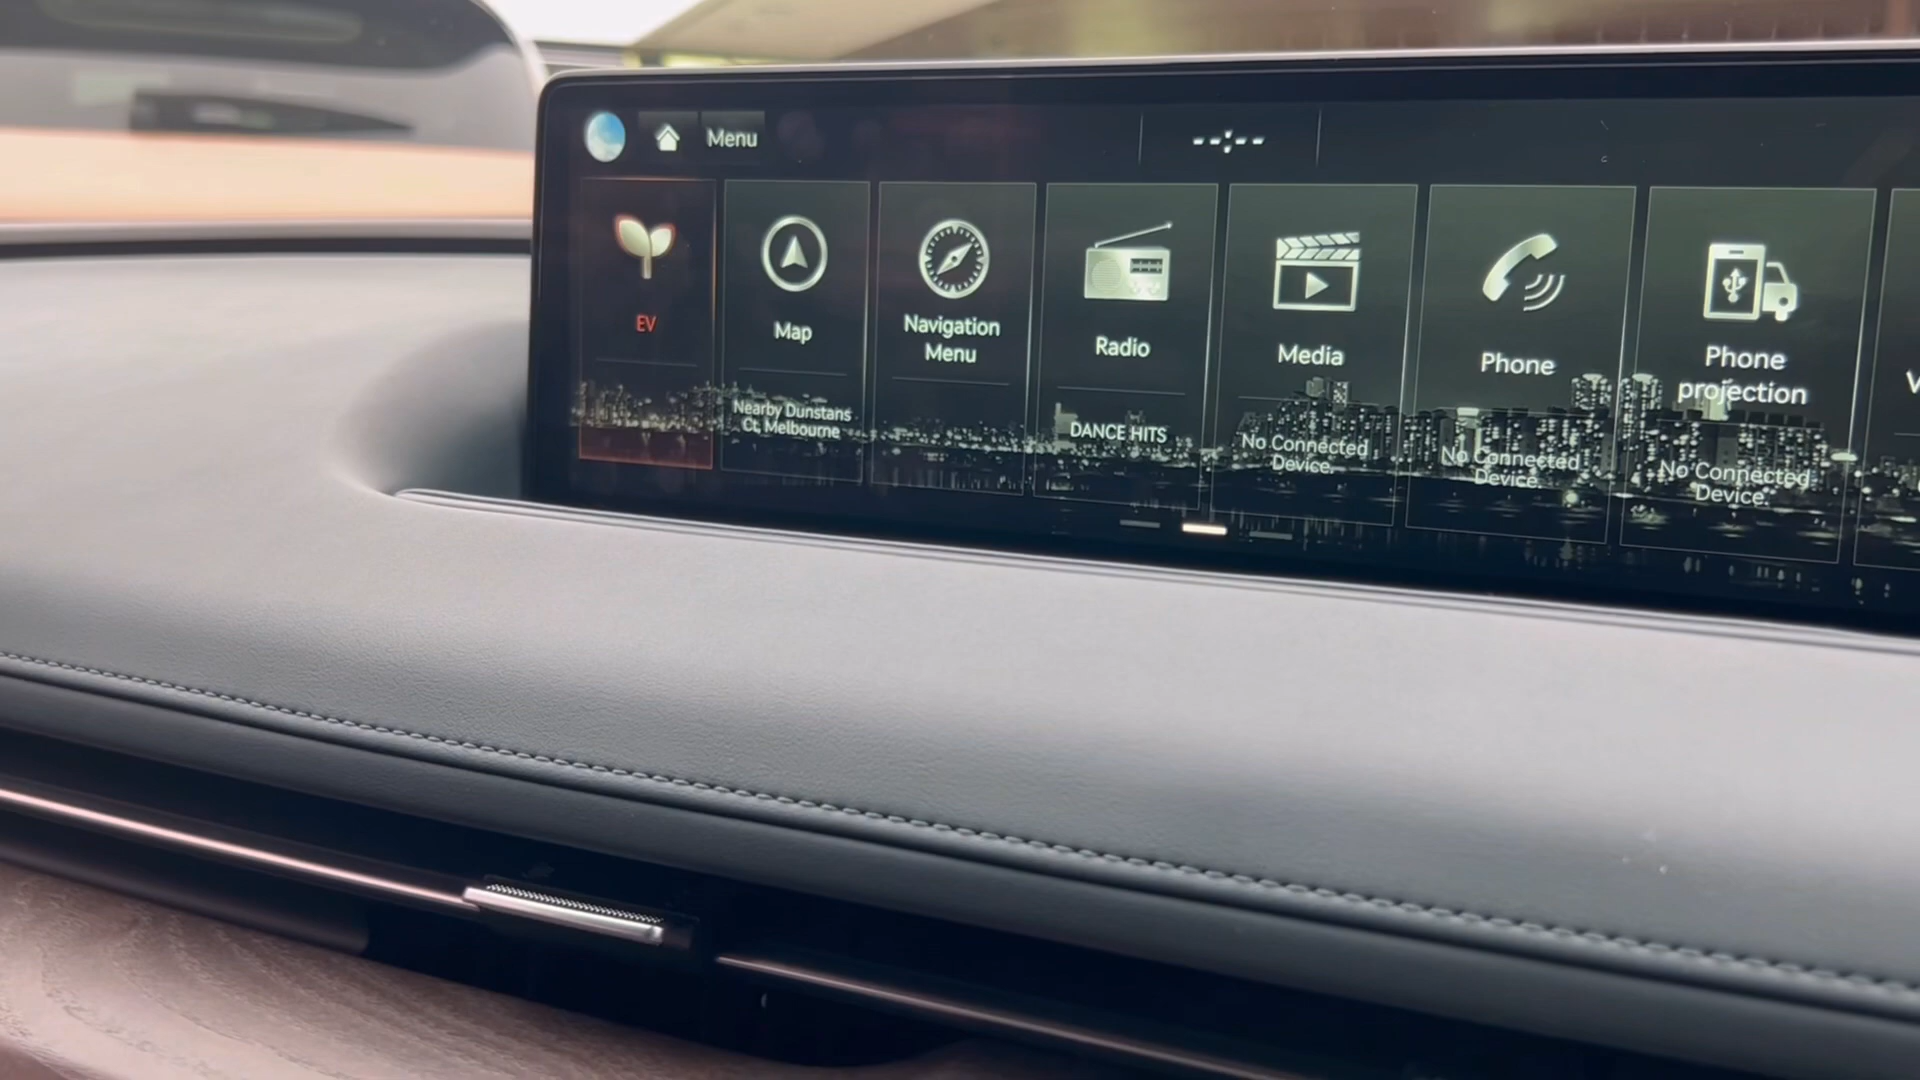 Menu
--:--
EV
Map
Nearby Dunstans
Ct, Melbourne
Navigation
Menu
Radio
DANCE HITS
Media
No Connected
Device.
Phone
No Connected
Device.
Phone
projection
No Connected
Device.
V